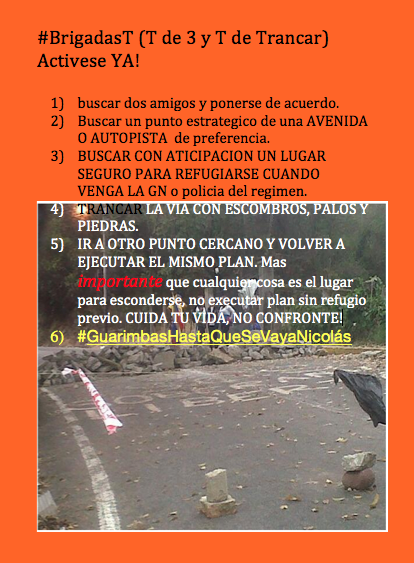 #BrigadasT (T de 3 y T de Trancar)
Activese YA!
1) buscar dos amigos y ponerse de acuerdo.
2) Buscar un punto estrategico de una AVENIDA
O AUTOPISTA de preferencia.
3) BUSCAR CON ATICIPACION UN LUGAR
SEGURO PARA REFUGIARSE CUANDO
VENGA LA GN o policia del regimen.
4) TRANCAR LA VIA CON ESCOMBROS, PALOS Y
PIEDRAS.
5) IR A OTRO PUNTO CERCANO Y VOLVER A
EJECUTAR EL MISMO PLAN. Mas
importante que cualquier cosa es el lugar
para esconderse, no executar plan sin refugio
previo. CUIDA TU VIDA, NO CONFRONTE!
6) #GuarimbasHastaQueSeVayaNicolás